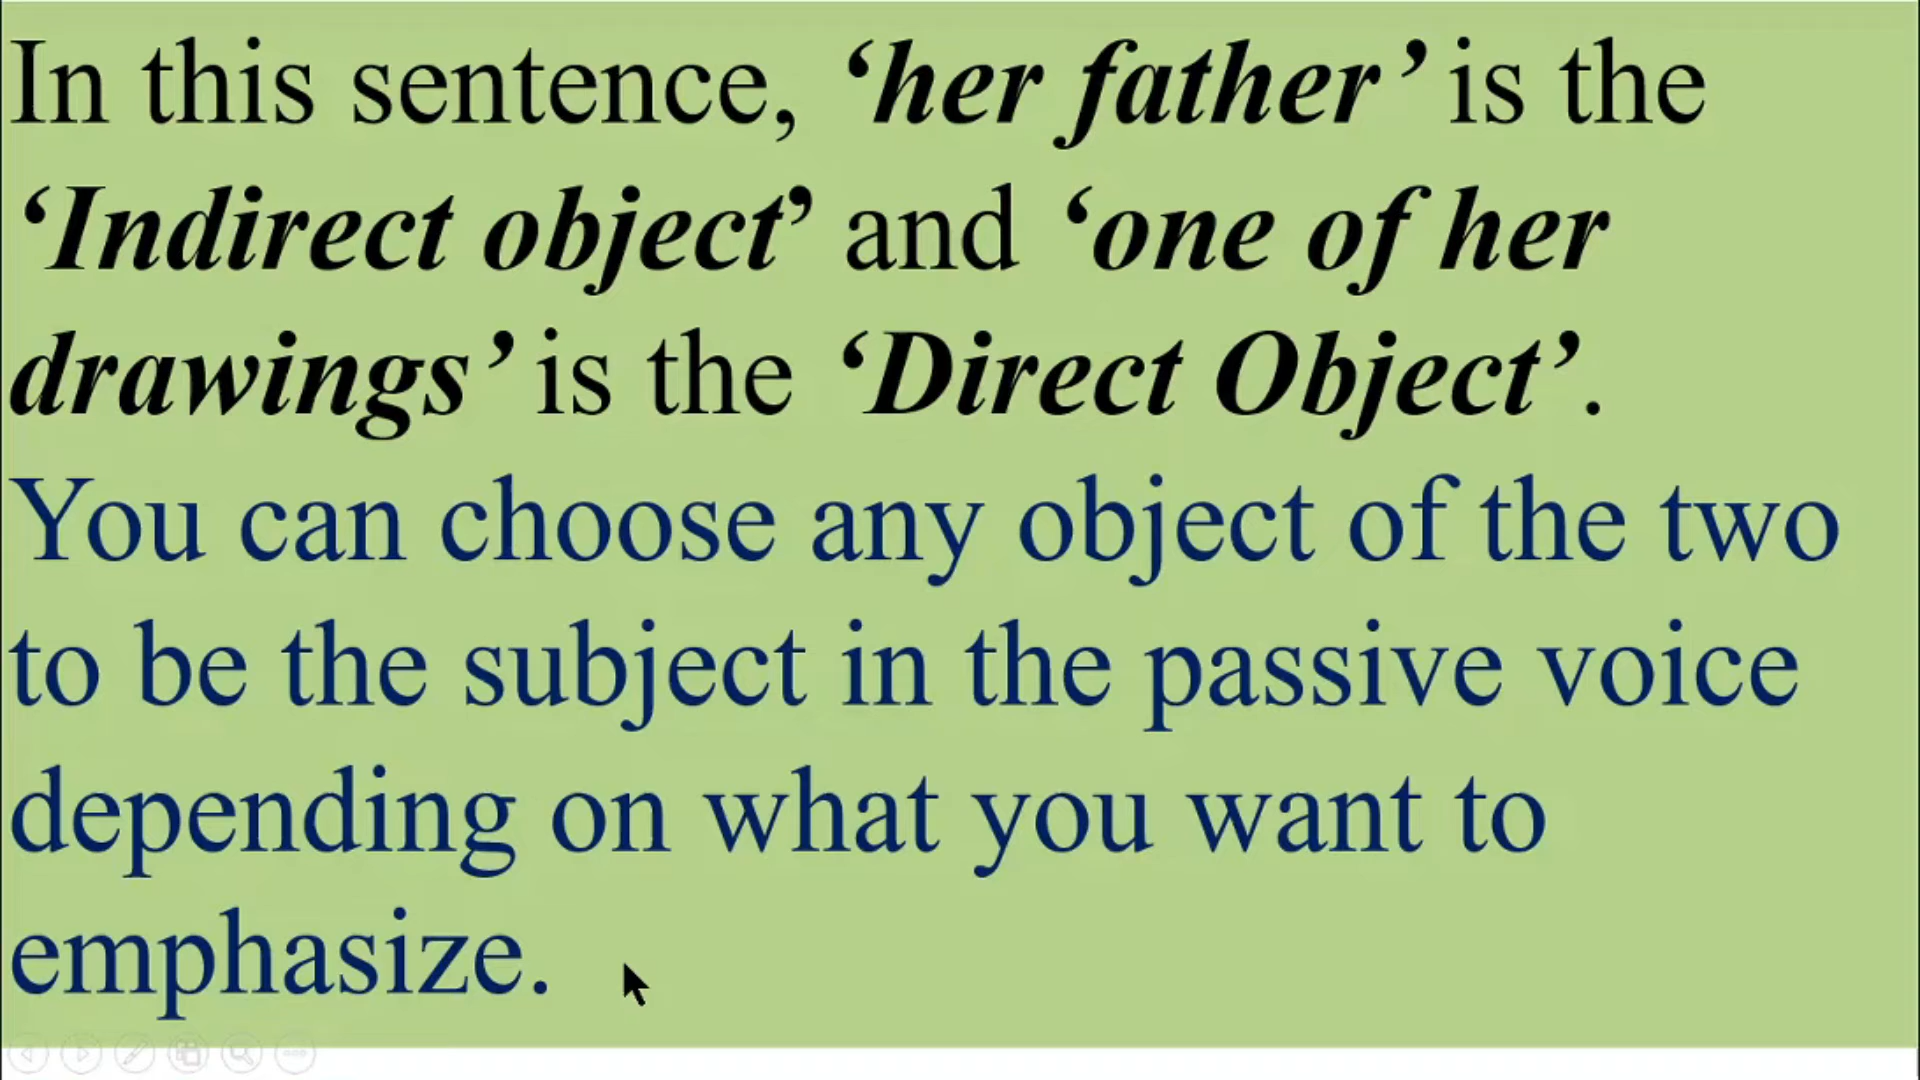 In this sentence, ‘her father’ is the
‘Indirect object’ and ‘one of her
drawings’ is the ‘Direct Object’.
You can choose any object of the two
to be the subject in the passive voice
depending on what you want to
emphasize.